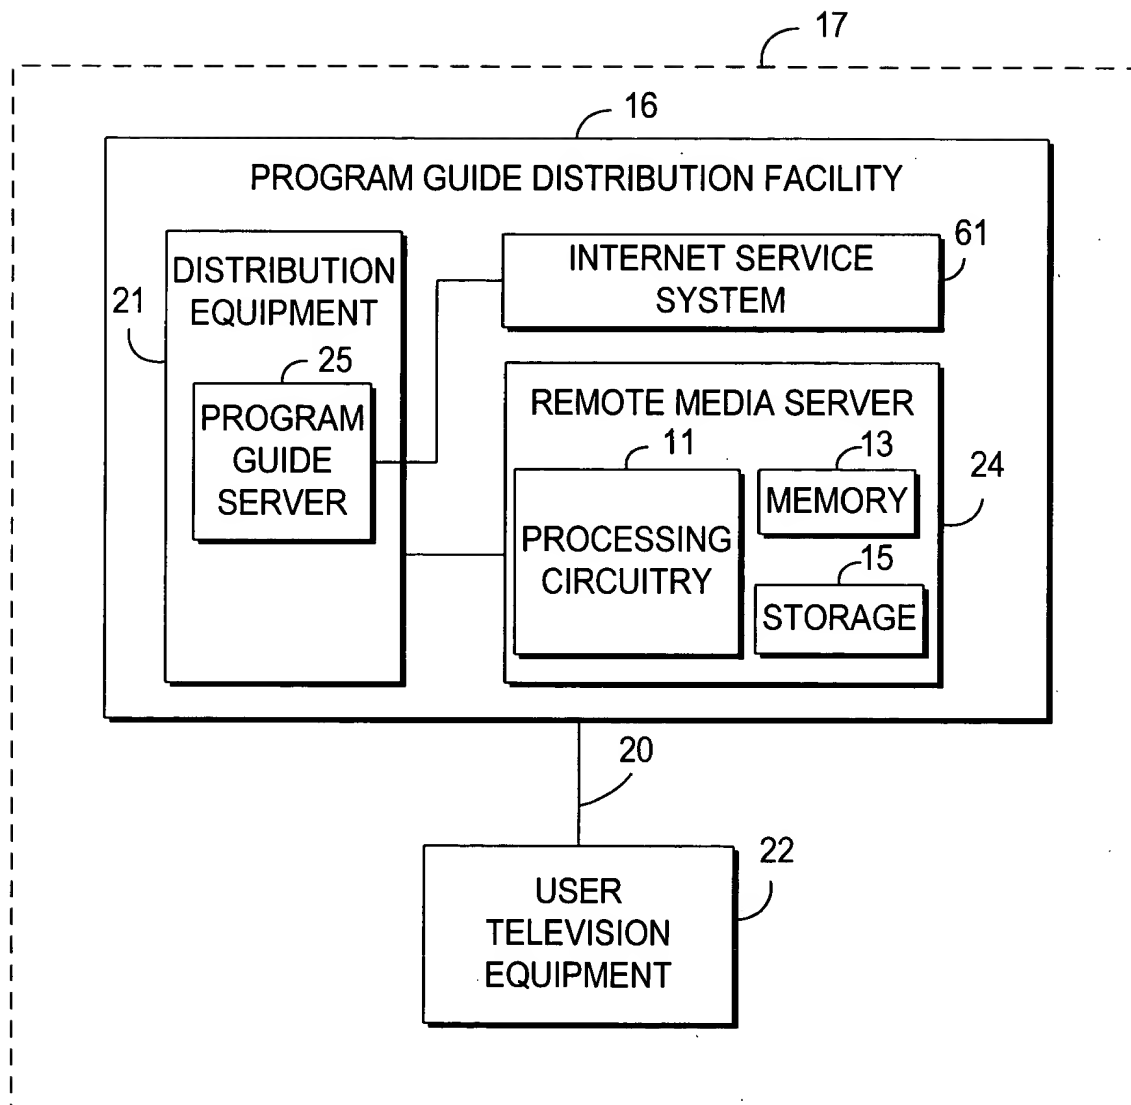 17
16
PROGRAM GUIDE DISTRIBUTION FACILITY
61
INTERNET SERVICE
SYSTEM
DISTRIBUTION
EQUIPMENT
21
25
PROGRAM
GUIDE
SERVER
REMOTE MEDIA SERVER
11
13
24
MEMORY
PROCESSING
CIRCUITRY
15
STORAGE
20
22
USER
TELEVISION
EQUIPMENT